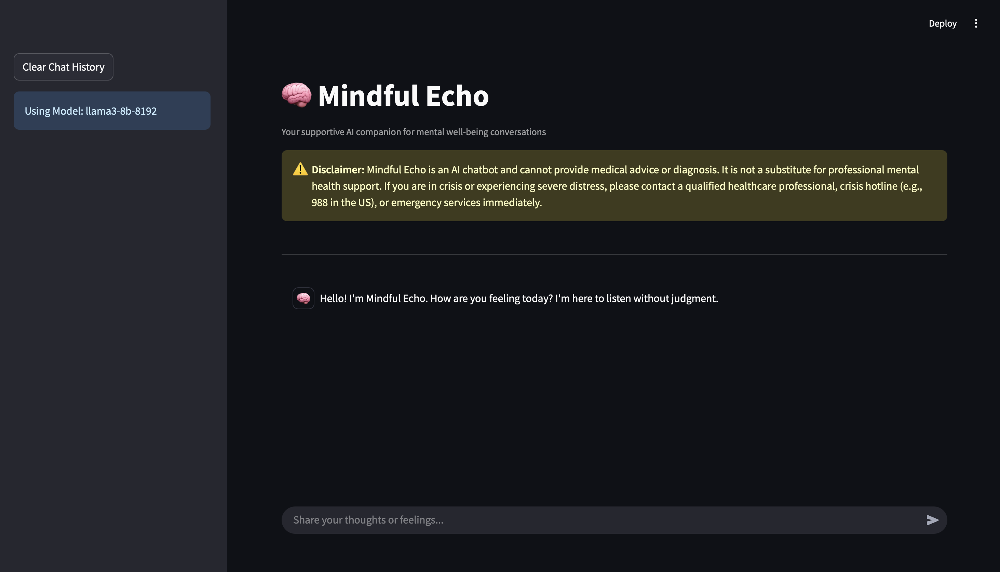 Deploy
Clear Chat History
Using Model: llama3-8b-8192
Mindful Echo
Your supportive AI companion for mental well-being conversations
Disclaimer: Mindful Echo is an AI chatbot and cannot provide medical advice or diagnosis. It is not a substitute for professional mental
health support. If you are in crisis or experiencing severe distress, please contact a qualified healthcare professional, crisis hotline (e.g.,
988 in the US), or emergency services immediately.
Hello! I'm Mindful Echo. How are you feeling today? I'm here to listen without judgment.
Share your thoughts or feelings...